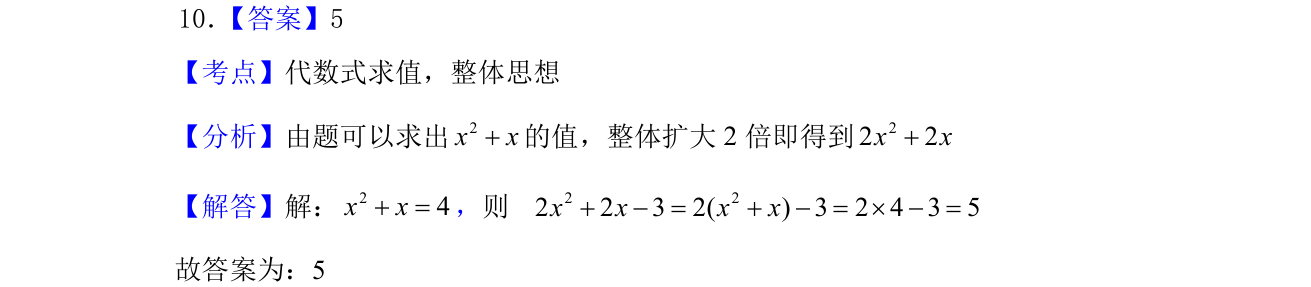 10.【答案】5
【考点】代数式求值，整体思想
【分析】由题可以求出 x² + x 的值，整体扩大 2 倍即得到 2x² + 2x
【解答】解： x² + x = 4 ，则 2x² + 2x − 3 = 2(x² + x) − 3 = 2×4 − 3 = 5
故答案为：5